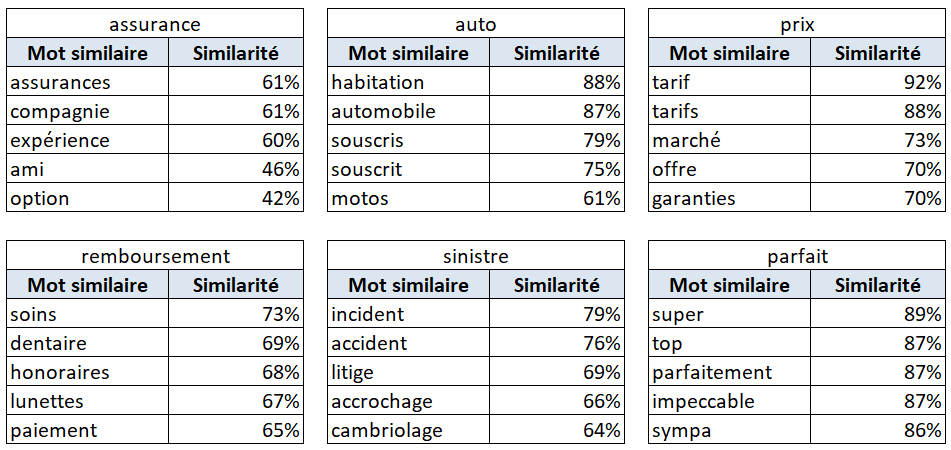 assurance
Mot similaire Similarité
assurances 61%
compagnie 61%
expérience 60%
ami 46%
option 42%
auto
Mot similaire Similarité
habitation 88%
automobile 87%
souscris 79%
souscrit 75%
motos 61%
prix
Mot similaire Similarité
tarif 92%
tarifs 88%
marché 73%
offre 70%
garanties 70%
remboursement
Mot similaire Similarité
soins 73%
dentaire 69%
honoraires 68%
lunettes 67%
paiement 65%
sinistre
Mot similaire Similarité
incident 79%
accident 76%
litige 69%
accrochage 66%
cambriolage 64%
parfait
Mot similaire Similarité
super 89%
top 87%
parfaitement 87%
impeccable 87%
sympa 86%